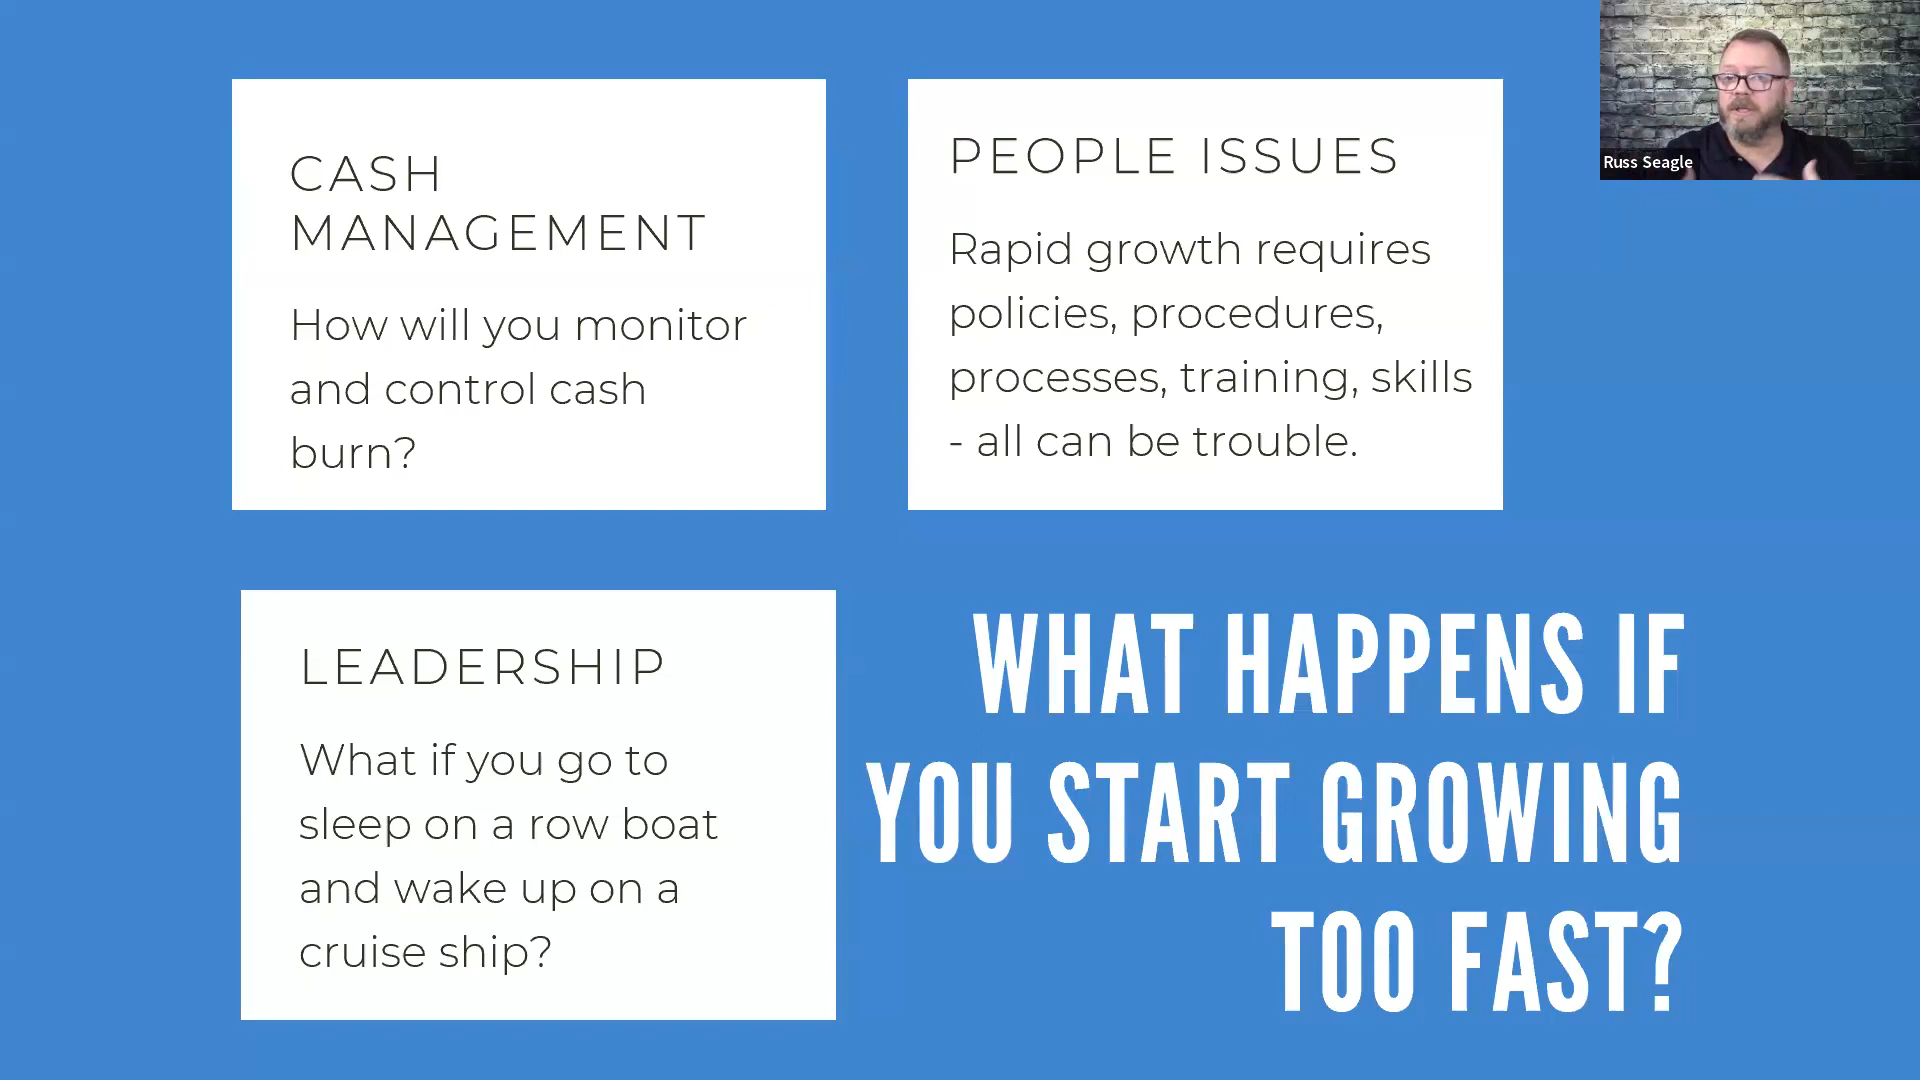 CASH
MANAGEMENT
How will you monitor
and control cash
burn?
PEOPLE ISSUES
Rapid growth requires
policies, procedures,
processes, training, skills
- all can be trouble.
Russ Seagle
LEADERSHIP
What if you go to
sleep on a row boat
and wake up on a
cruise ship?
WHAT HAPPENS IF
YOU START GROWING
TOO FAST?